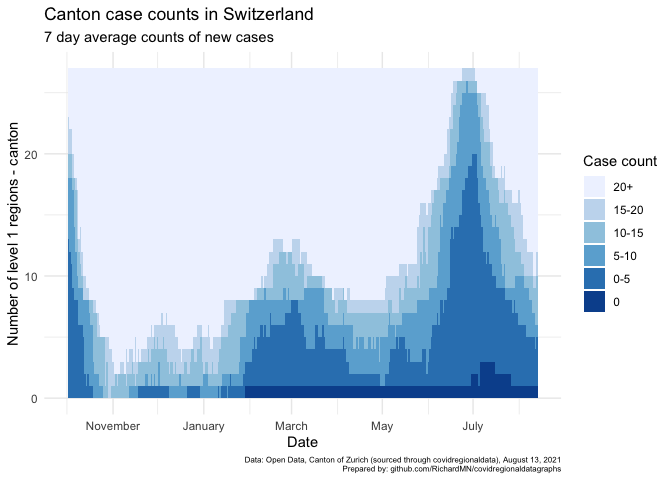 Canton case counts in Switzerland
7 day average counts of new cases
Number of level 1 regions - canton
20
10
0
November
January
March
May
July
Date
Case count
20+
15-20
10-15
5-10
0-5
0
Data: Open Data, Canton of Zurich (sourced through covidregionaldata), August 13, 2021
Prepared by: github.com/RichardMN/covidregionaldatagraphs